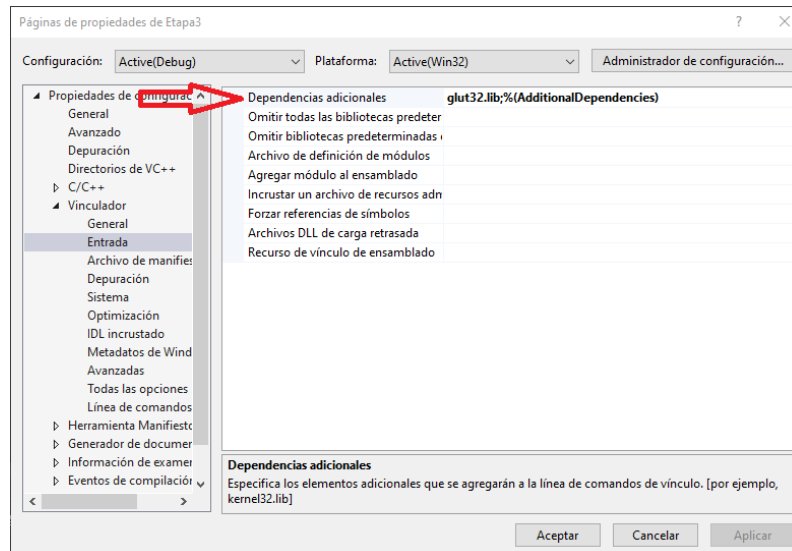 Páginas de propiedades de Etapa3
Configuración: Active(Debug) Plataforma: Active(Win32) Administrador de configuración...
Propiedades de configurac
General
Avanzado
Depuración
Directorios de VC++
C/C++
Vinculador
General
Entrada
Archivo de manifies
Depuración
Sistema
Optimización
IDL incrustado
Metadatos de Wind
Avanzadas
Todas las opciones
Línea de comandos
Herramienta Manifiesto
Generador de documer
Información de examer
Eventos de compilación
Dependencias adicionales glut32.lib;%(AdditionalDependencies)
Omitir todas las bibliotecas predeter
Omitir bibliotecas predeterminadas
Archivo de definición de módulos
Agregar módulo al ensamblado
Incrustar un archivo de recursos adm
Forzar referencias de símbolos
Archivos DLL de carga retrasada
Recurso de vínculo de ensamblado
Dependencias adicionales
Especifica los elementos adicionales que se agregarán a la línea de comandos de vínculo. [por ejemplo,
kernel32.lib]
Aceptar Cancelar Aplicar